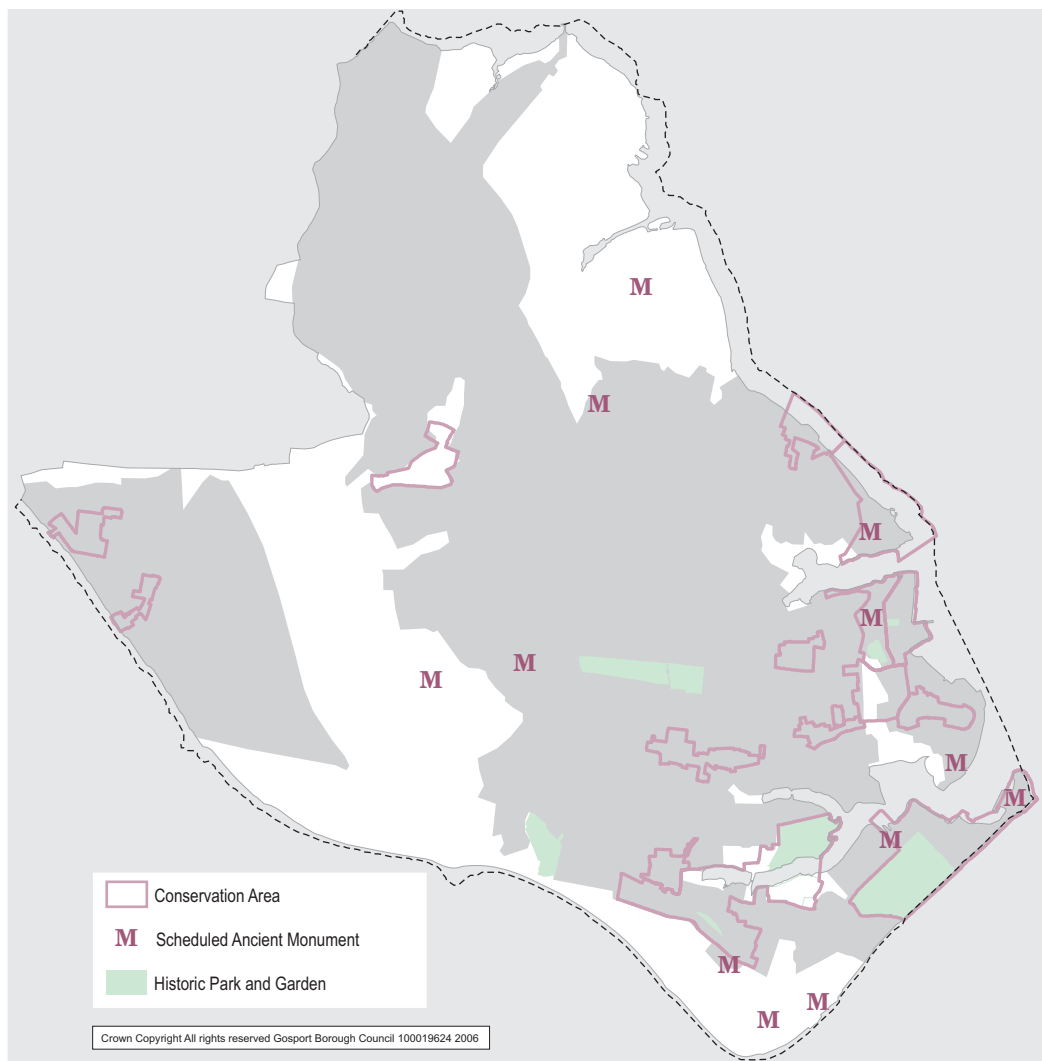 M
M
M
M
M
M
M
M
M
M
M
M
M
Conservation Area
M Scheduled Ancient Monument
Historic Park and Garden
Crown Copyright All rights reserved Gosport Borough Council 100019624 2006